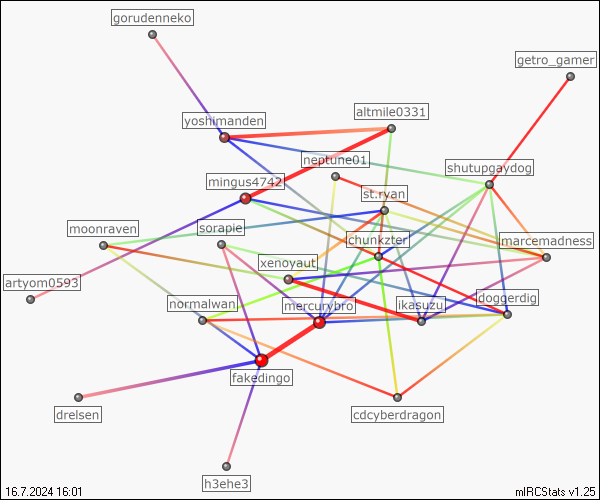 gorudenneko
getro_gamer
altmile0331
yoshimanden
neptune01
shutupgaydog
mingus4742
st.ryan
moonraven
sorapie
chunkzter
marcemadness
xenoyaut
artyom0593
normalwan
mercurybro
ikasuzu
doggerdig
fakedingo
drelsen
cdcyberdragon
h3ehe3
16.7.2024 16:01
mIRCStats v1.25